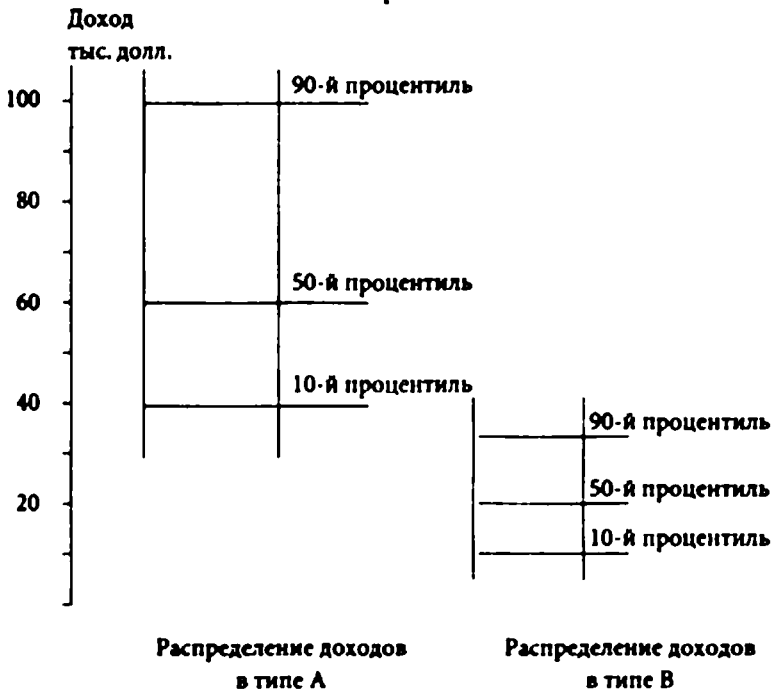 Доход
тыс. долл.
100
80
60
40
20
90-й процентиль
50-й процентиль
10-й процентиль
90-й процентиль
50-й процентиль
10-й процентиль
Распределение доходов
в типе A
Распределение доходов
в типе B